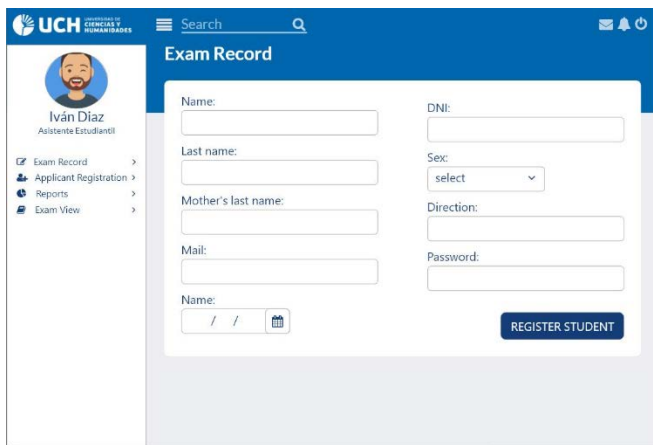 UCH UNIVERSIDAD DE
CIENCIAS Y
HUMANIDADES
Search
Exam Record
Iván Diaz
Asistente Estudiantil
Exam Record >
Applicant Registration >
Reports >
Exam View >
Name:
Last name:
Mother's last name:
Mail:
Name:
/ /
DNI:
Sex:
select
Direction:
Password:
REGISTER STUDENT